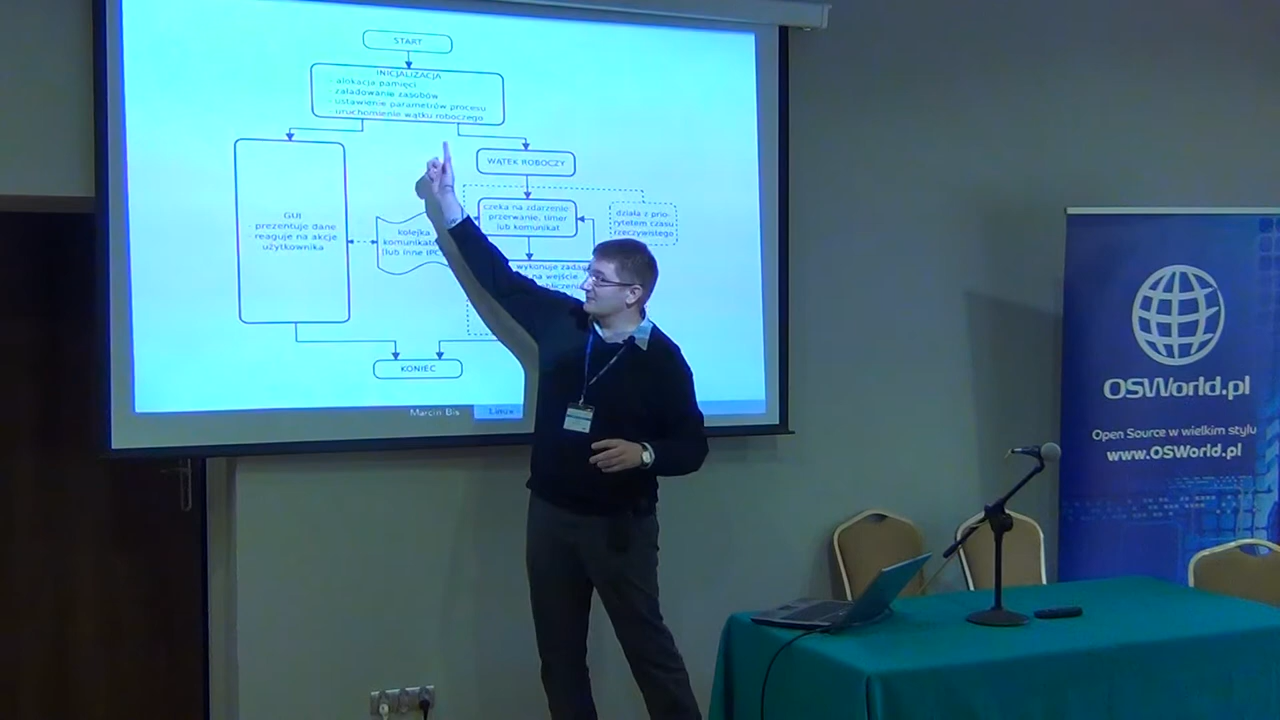 START
INICJALIZACJA
- alokacja pamięci
- załadowanie zasobów
- ustawienie parametrów procesu
- uruchomienie wątku roboczego
WĄTEK ROBOCZY
GUI
- prezentuje dane
- reaguje na akcje
użytkownika
kolejka
komunikatów
(lub inne IPC)
czeka na zdarzenie:
przerwanie, timer
lub komunikat
działa z prio-
rytetem czasu
rzeczywistego
wykonuje
na wejście
KONIEC
Marcin Bis
Linux
OSWorld.pl
Open Source w wielkim stylu
www.OSWorld.pl